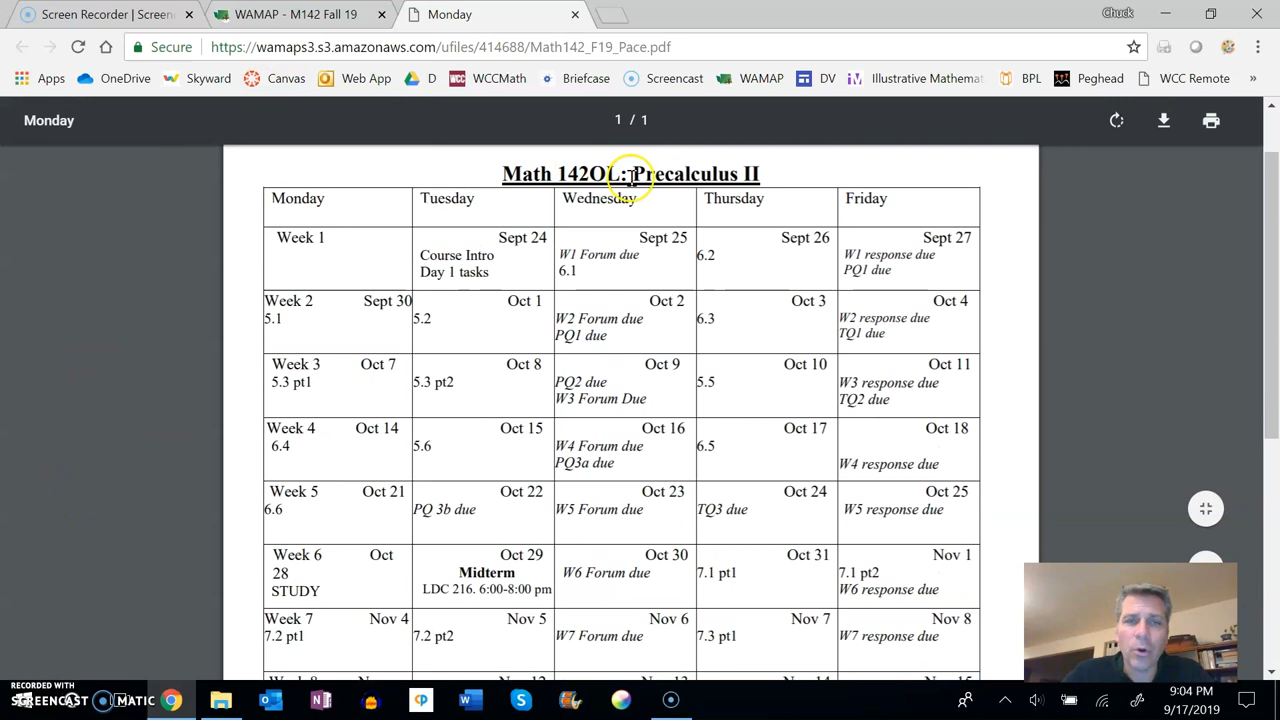 Screen Recorder | Screen
WAMAP - M142 Fall 19
Monday
Chuck
Secure
https://wamaps3.s3.amazonaws.com/ufiles/414688/Math142_F19_Pace.pdf
Apps
OneDrive
Skyward
Canvas
Web App
D
WCCMath
Briefcase
Screencast
WAMAP
DV
Illustrative Mathemat
BPL
Peghead
WCC Remote
»
Monday
1 / 1
Math 142OL: Precalculus II
Monday Tuesday Wednesday Thursday Friday
Week 1 Sept 24 Sept 25 Sept 26 Sept 27
Course Intro W1 Forum due 6.2 W1 response due
Day 1 tasks 6.1 PQ1 due
Week 2 Sept 30 Oct 1 Oct 2 Oct 3 Oct 4
5.1 5.2 W2 Forum due 6.3 W2 response due
PQ1 due TQ1 due
Week 3 Oct 7 Oct 8 Oct 9 Oct 10 Oct 11
5.3 pt1 5.3 pt2 PQ2 due 5.5 W3 response due
W3 Forum Due TQ2 due
Week 4 Oct 14 Oct 15 Oct 16 Oct 17 Oct 18
6.4 5.6 W4 Forum due 6.5
PQ3a due W4 response due
Week 5 Oct 21 Oct 22 Oct 23 Oct 24 Oct 25
6.6 PQ 3b due W5 Forum due TQ3 due W5 response due
Week 6 Oct Oct 29 Oct 30 Oct 31 Nov 1
28 Midterm W6 Forum due 7.1 pt1 7.1 pt2
STUDY LDC 216. 6:00-8:00 pm W6 response due
Week 7 Nov 4 Nov 5 Nov 6 Nov 7 Nov 8
7.2 pt1 7.2 pt2 W7 Forum due 7.3 pt1 W7 response due
RECORDED WITH
SCREENCAST MATIC
9:04 PM
9/17/2019